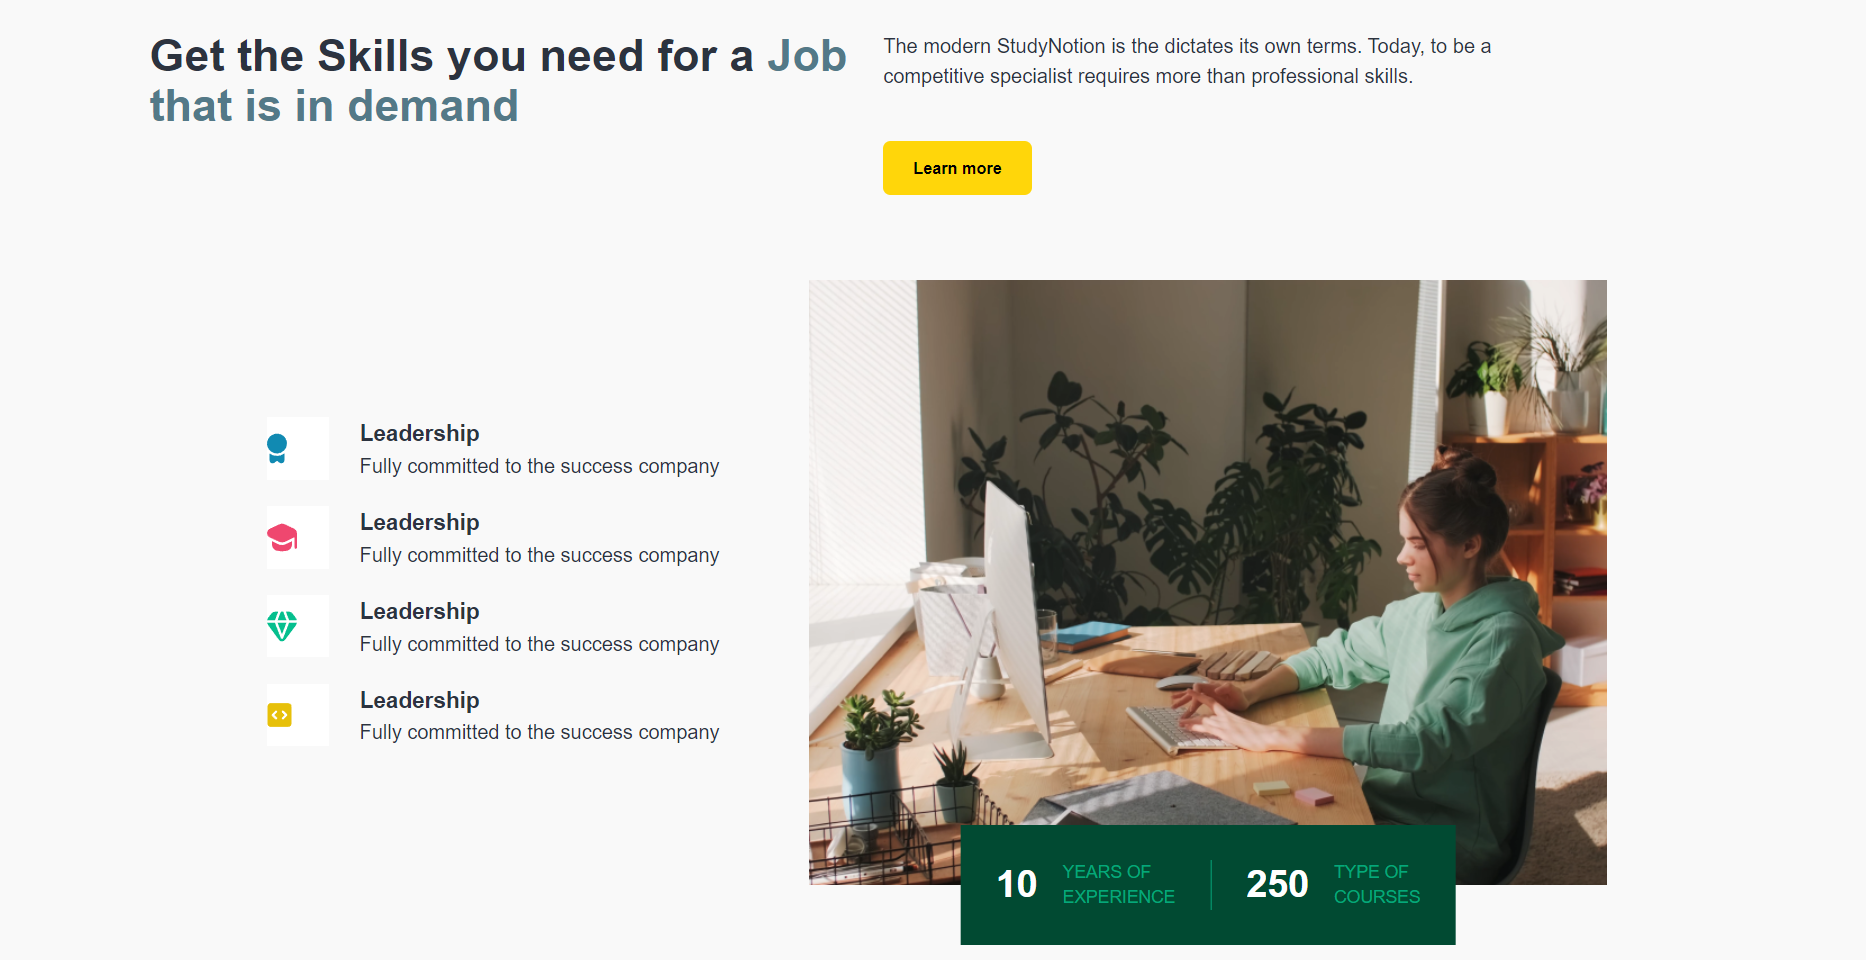 Get the Skills you need for a Job
that is in demand
The modern StudyNotion is the dictates its own terms. Today, to be a
competitive specialist requires more than professional skills.
Learn more
Leadership
Fully committed to the success company
Leadership
Fully committed to the success company
Leadership
Fully committed to the success company
Leadership
Fully committed to the success company
10
YEARS OF
EXPERIENCE
250
TYPE OF
COURSES